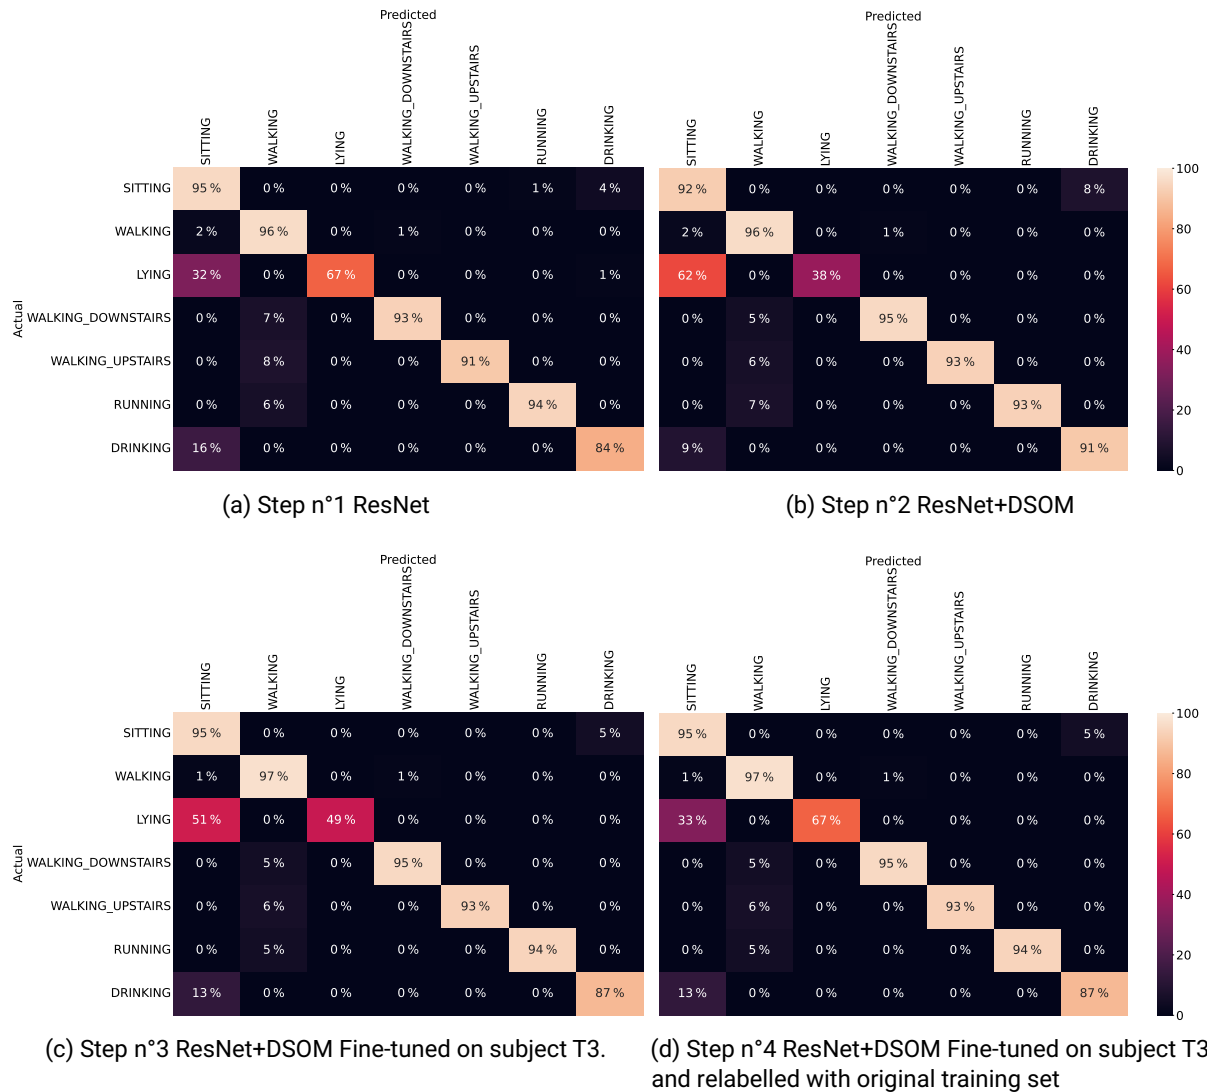 Predicted
SITTING
WALKING
LYING
WALKING_DOWNSTAIRS
WALKING_UPSTAIRS
RUNNING
DRINKING
Actual
SITTING 95 % 0 % 0 % 0 % 0 % 1 % 4 %
WALKING 2 % 96 % 0 % 1 % 0 % 0 % 0 %
LYING 32 % 0 % 67 % 0 % 0 % 0 % 1 %
WALKING_DOWNSTAIRS 0 % 7 % 0 % 93 % 0 % 0 % 0 %
WALKING_UPSTAIRS 0 % 8 % 0 % 0 % 91 % 0 % 0 %
RUNNING 0 % 6 % 0 % 0 % 0 % 94 % 0 %
DRINKING 16 % 0 % 0 % 0 % 0 % 0 % 84 %
(a) Step n°1 ResNet
Predicted
SITTING
WALKING
LYING
WALKING_DOWNSTAIRS
WALKING_UPSTAIRS
RUNNING
DRINKING
92 % 0 % 0 % 0 % 0 % 0 % 8 %
2 % 96 % 0 % 1 % 0 % 0 % 0 %
62 % 0 % 38 % 0 % 0 % 0 % 0 %
0 % 5 % 0 % 95 % 0 % 0 % 0 %
0 % 6 % 0 % 0 % 93 % 0 % 0 %
0 % 7 % 0 % 0 % 0 % 93 % 0 %
9 % 0 % 0 % 0 % 0 % 0 % 91 %
100
80
60
40
20
0
(b) Step n°2 ResNet+DSOM
Predicted
SITTING
WALKING
LYING
WALKING_DOWNSTAIRS
WALKING_UPSTAIRS
RUNNING
DRINKING
Actual
SITTING 95 % 0 % 0 % 0 % 0 % 0 % 5 %
WALKING 1 % 97 % 0 % 1 % 0 % 0 % 0 %
LYING 51 % 0 % 49 % 0 % 0 % 0 % 0 %
WALKING_DOWNSTAIRS 0 % 5 % 0 % 95 % 0 % 0 % 0 %
WALKING_UPSTAIRS 0 % 6 % 0 % 0 % 93 % 0 % 0 %
RUNNING 0 % 5 % 0 % 0 % 0 % 94 % 0 %
DRINKING 13 % 0 % 0 % 0 % 0 % 0 % 87 %
(c) Step n°3 ResNet+DSOM Fine-tuned on subject T3.
Predicted
SITTING
WALKING
LYING
WALKING_DOWNSTAIRS
WALKING_UPSTAIRS
RUNNING
DRINKING
95 % 0 % 0 % 0 % 0 % 0 % 5 %
1 % 97 % 0 % 1 % 0 % 0 % 0 %
33 % 0 % 67 % 0 % 0 % 0 % 0 %
0 % 5 % 0 % 95 % 0 % 0 % 0 %
0 % 6 % 0 % 0 % 93 % 0 % 0 %
0 % 5 % 0 % 0 % 0 % 94 % 0 %
13 % 0 % 0 % 0 % 0 % 0 % 87 %
100
80
60
40
20
0
(d) Step n°4 ResNet+DSOM Fine-tuned on subject T3
and relabelled with original training set